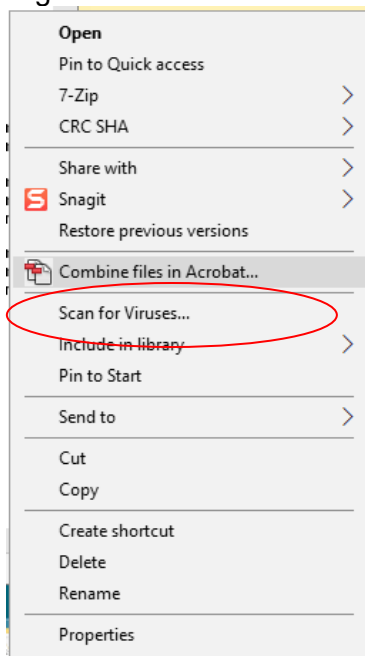 Open
Pin to Quick access
7-Zip
CRC SHA
Share with
Snagit
Restore previous versions
Combine files in Acrobat...
Scan for Viruses...
Include in library
Pin to Start
Send to
Cut
Copy
Create shortcut
Delete
Rename
Properties